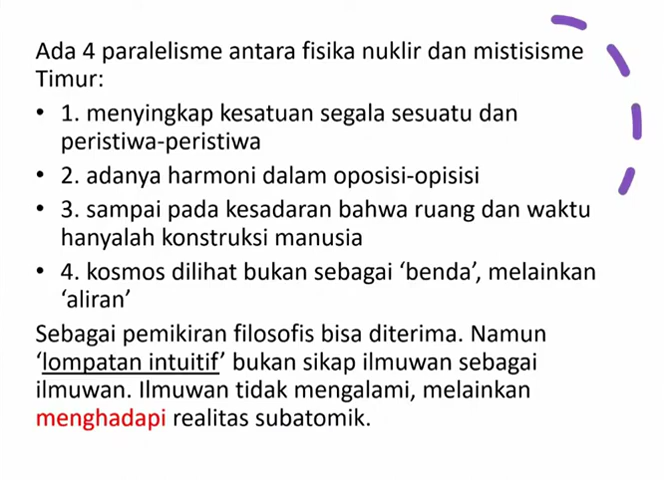 Ada 4 paralelisme antara fisika nuklir dan mistisisme
Timur:
• 1. menyingkap kesatuan segala sesuatu dan
peristiwa-peristiwa
• 2. adanya harmoni dalam oposisi-opisisi
• 3. sampai pada kesadaran bahwa ruang dan waktu
hanyalah konstruksi manusia
• 4. kosmos dilihat bukan sebagai ‘benda’, melainkan
‘aliran’
Sebagai pemikiran filosofis bisa diterima. Namun
‘lompatan intuitif’ bukan sikap ilmuwan sebagai
ilmuwan. Ilmuwan tidak mengalami, melainkan
menghadapi realitas subatomik.